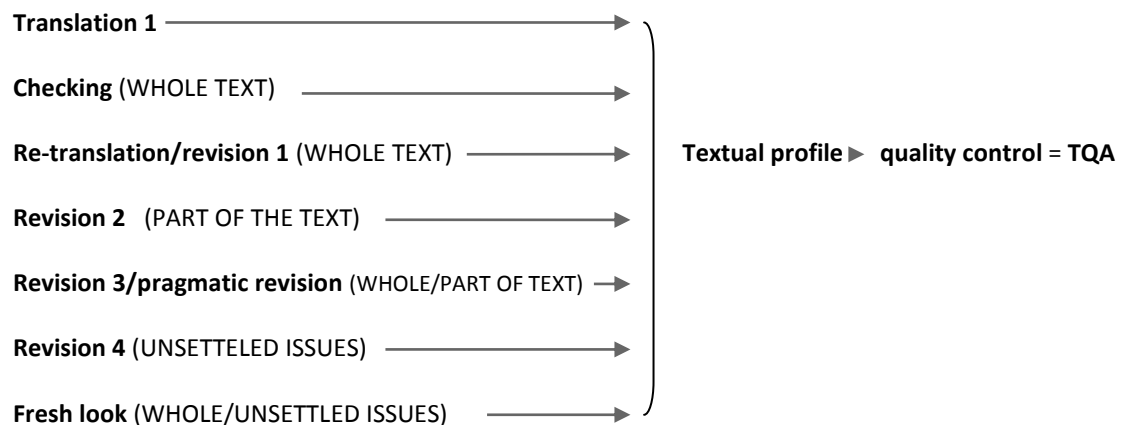 Translation 1
Checking (WHOLE TEXT)
Re-translation/revision 1 (WHOLE TEXT)
Textual profile quality control = TQA
Revision 2 (PART OF THE TEXT)
Revision 3/pragmatic revision (WHOLE/PART OF TEXT)
Revision 4 (UNSETTELED ISSUES)
Fresh look (WHOLE/UNSETTLED ISSUES)